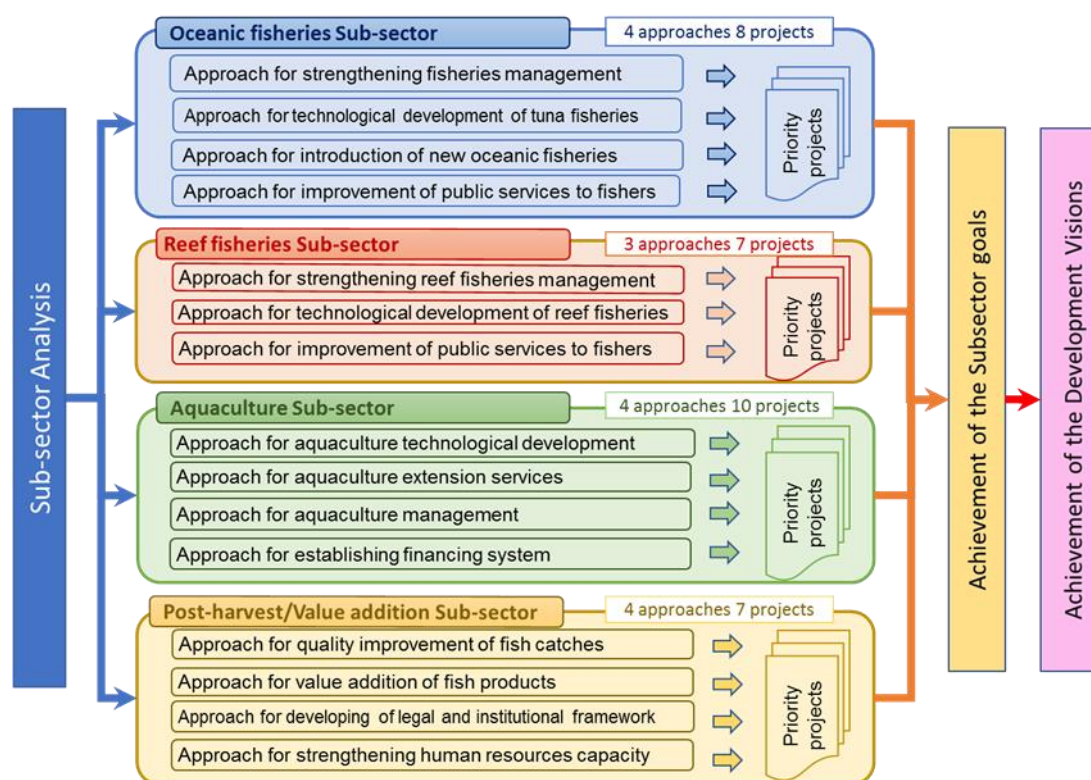 Sub-sector Analysis
Oceanic fisheries Sub-sector
4 approaches 8 projects
Approach for strengthening fisheries management
Approach for technological development of tuna fisheries
Approach for introduction of new oceanic fisheries
Approach for improvement of public services to fishers
Priority
projects
Reef fisheries Sub-sector
3 approaches 7 projects
Approach for strengthening reef fisheries management
Approach for technological development of reef fisheries
Approach for improvement of public services to fishers
Priority
projects
Aquaculture Sub-sector
4 approaches 10 projects
Approach for aquaculture technological development
Approach for aquaculture extension services
Approach for aquaculture management
Approach for establishing financing system
Priority
projects
Post-harvest/Value addition Sub-sector
4 approaches 7 projects
Approach for quality improvement of fish catches
Approach for value addition of fish products
Approach for developing of legal and institutional framework
Approach for strengthening human resources capacity
Priority
projects
Achievement of the Subsector goals
Achievement of the Development Visions